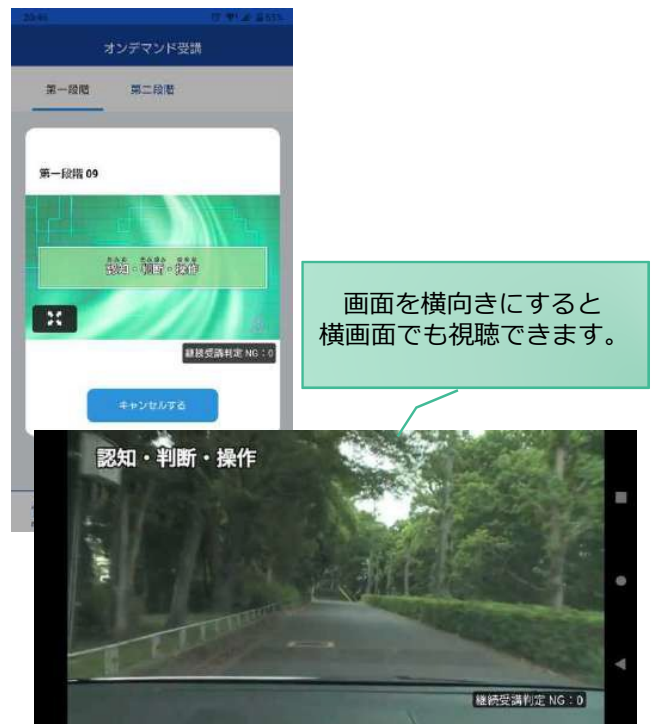 20:46
63%
オンデマンド受講
第一段階
第二段階
第一段階 09
認知・判断・操作
継続受講判定 NG：0
キャンセルする
画面を横向きにすると
横画面でも視聴できます。
認知・判断・操作
継続受講判定 NG：0